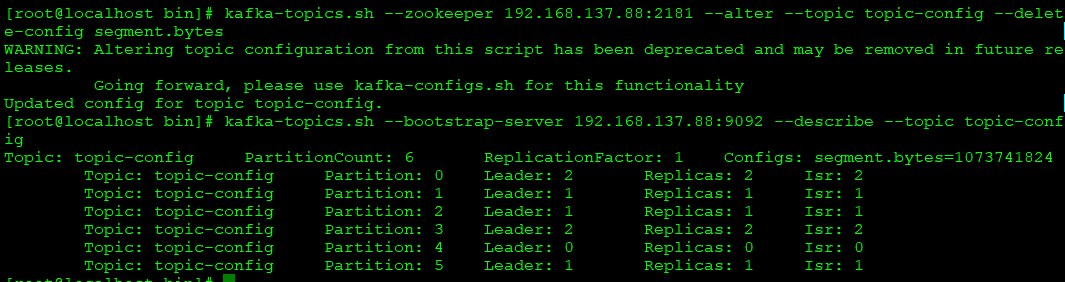 [root@localhost bin]# kafka-topics.sh --zookeeper 192.168.137.88:2181 --alter --topic topic-config --delet
e-config segment.bytes
WARNING: Altering topic configuration from this script has been deprecated and may be removed in future re
leases.
         Going forward, please use kafka-configs.sh for this functionality
Updated config for topic topic-config.
[root@localhost bin]# kafka-topics.sh --bootstrap-server 192.168.137.88:9092 --describe --topic topic-conf
ig
Topic: topic-config     PartitionCount: 6       ReplicationFactor: 1    Configs: segment.bytes=1073741824
        Topic: topic-config     Partition: 0    Leader: 2       Replicas: 2     Isr: 2
        Topic: topic-config     Partition: 1    Leader: 1       Replicas: 1     Isr: 1
        Topic: topic-config     Partition: 2    Leader: 1       Replicas: 1     Isr: 1
        Topic: topic-config     Partition: 3    Leader: 2       Replicas: 2     Isr: 2
        Topic: topic-config     Partition: 4    Leader: 0       Replicas: 0     Isr: 0
        Topic: topic-config     Partition: 5    Leader: 1       Replicas: 1     Isr: 1
[root@localhost bin]#